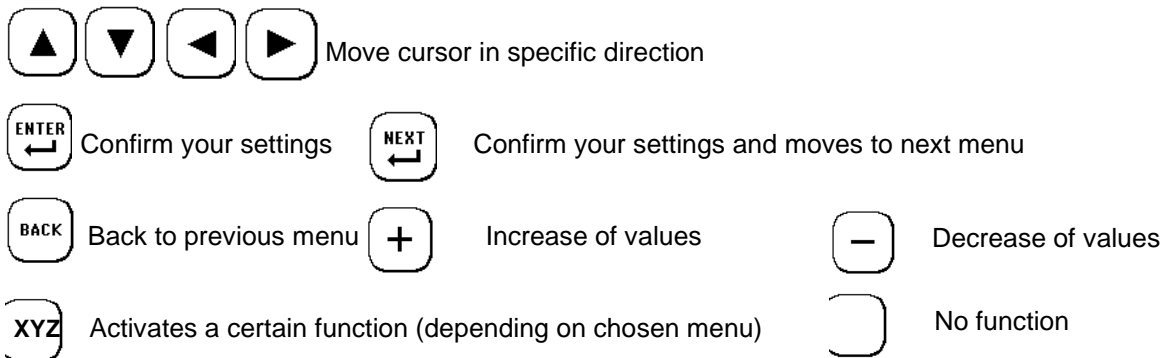 ▲ ▼ ◀ ▶ Move cursor in specific direction
ENTER Confirm your settings NEXT Confirm your settings and moves to next menu
BACK Back to previous menu + Increase of values − Decrease of values
XYZ Activates a certain function (depending on chosen menu) No function